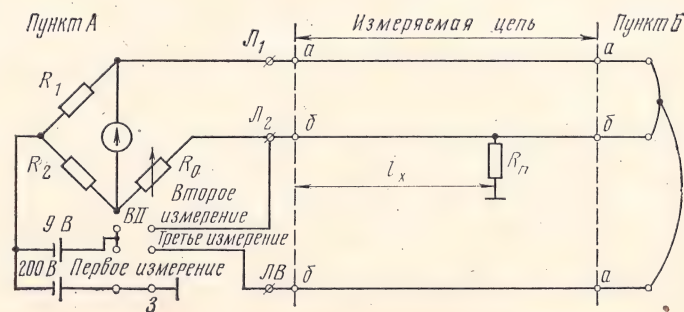 Пункт А
Измеряемая цепь
Пункт Б
Л₁
а
а
R₁
Л₂
б
б
R₂
R₀
Rп
lₓ
Второе измерение
ВП
9 В
Третье измерение
200 В
Первое измерение
ЛВ
б
а
З